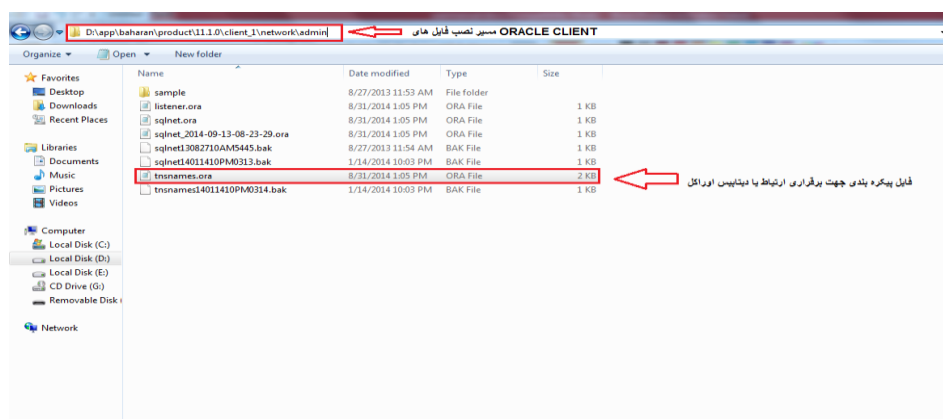 D:\app\baharan\product\11.1.0\client_1\network\admin
مسیر نصب فایل های ORACLE CLIENT
Organize Open New folder
Name Date modified Type Size
Favorites
Desktop
Downloads
Recent Places
Libraries
Documents
Music
Pictures
Videos
Computer
Local Disk (C:)
Local Disk (D:)
Local Disk (E:)
CD Drive (G:)
Removable Disk
Network
sample 8/27/2013 11:53 AM File folder
listener.ora 8/31/2014 1:05 PM ORA File 1 KB
sqlnet.ora 8/31/2014 1:05 PM ORA File 1 KB
sqlnet_2014-09-13-08-23-29.ora 8/31/2014 1:05 PM ORA File 1 KB
sqlnet13082710AM5445.bak 8/27/2013 11:54 AM BAK File 1 KB
sqlnet14011410PM0313.bak 1/14/2014 10:03 PM BAK File 1 KB
tnsnames.ora 8/31/2014 1:05 PM ORA File 2 KB
tnsnames14011410PM0314.bak 1/14/2014 10:03 PM BAK File 1 KB
فایل پیکره بندی جهت برقراری ارتباط با دیتابیس اوراکل